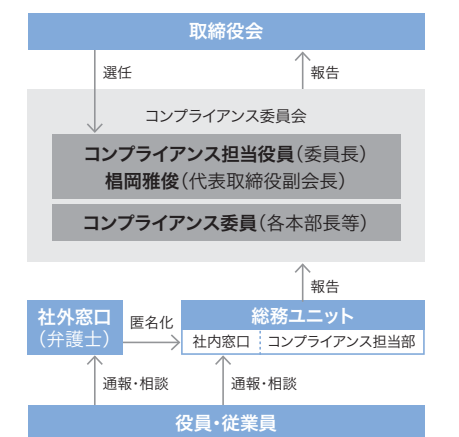 取締役会
選任
報告
コンプライアンス委員会
コンプライアンス担当役員(委員長)
椙岡雅俊(代表取締役副会長)
コンプライアンス委員(各本部長等)
報告
社外窓口
(弁護士)
匿名化
総務ユニット
社内窓口 コンプライアンス担当部
通報・相談
通報・相談
役員・従業員